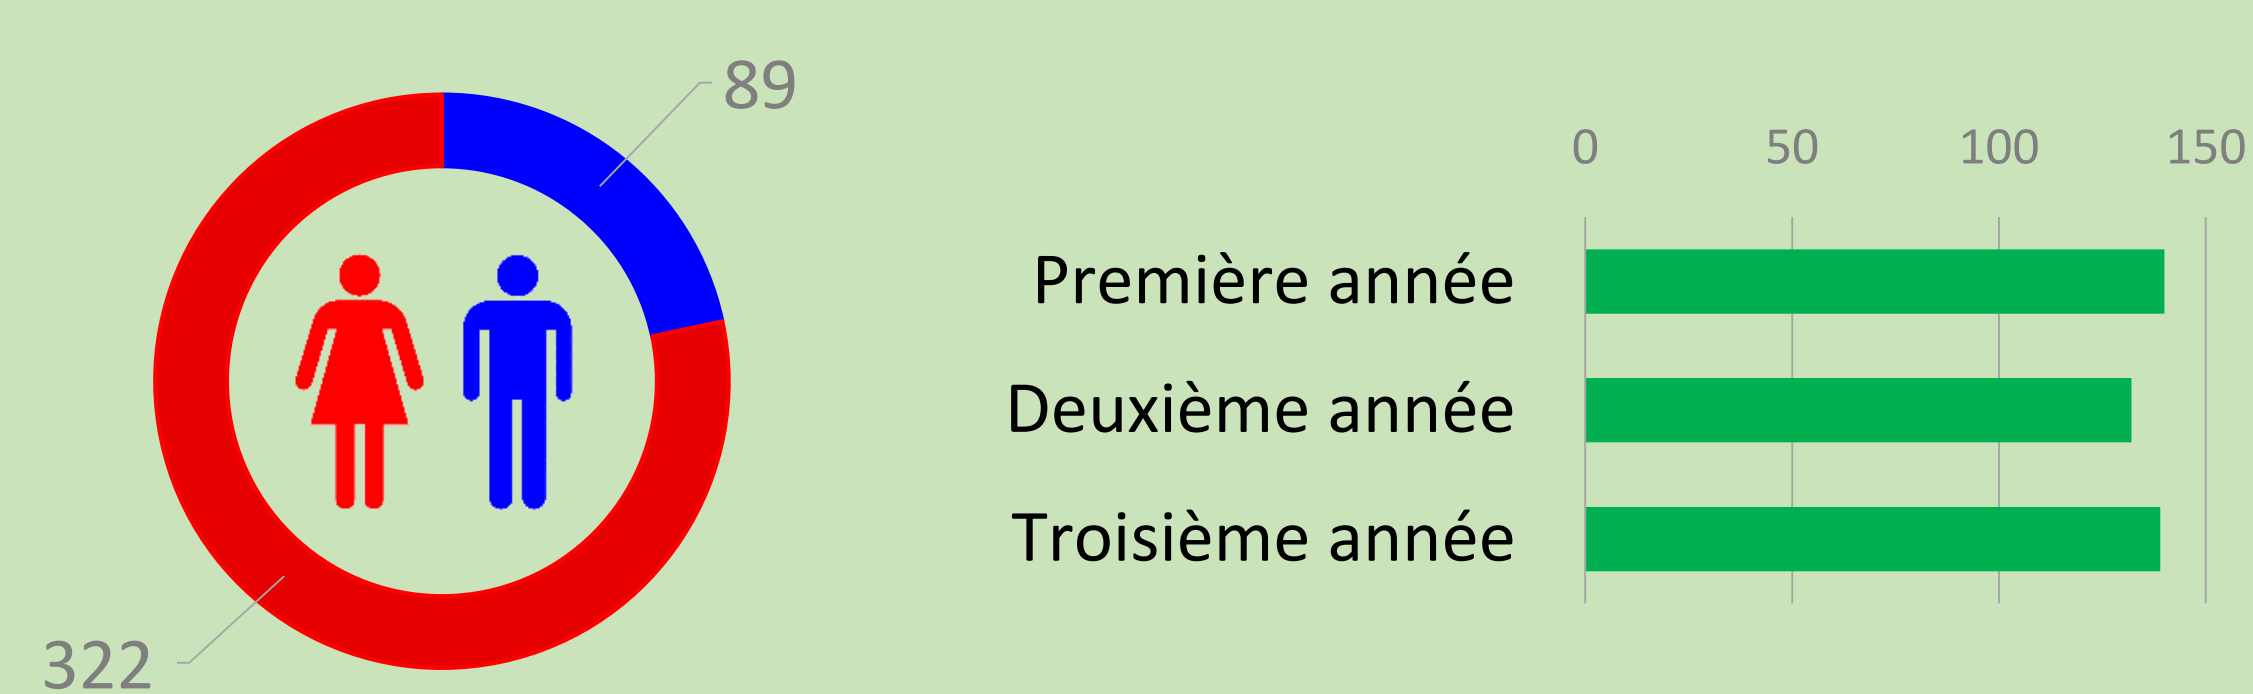 89
322
0 50 100 150
Première année
Deuxième année
Troisième année